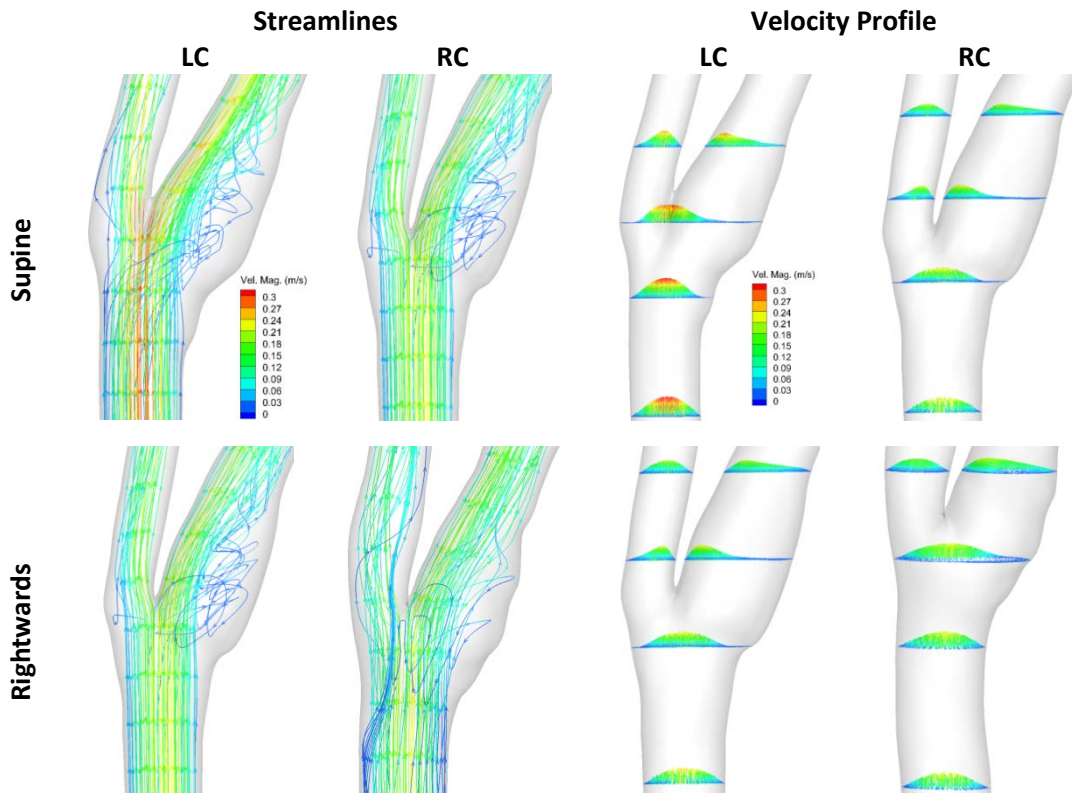 Streamlines
Velocity Profile
LC
RC
LC
RC
Supine
Vel. Mag. (m/s)
0.3
0.27
0.24
0.21
0.18
0.15
0.12
0.09
0.06
0.03
0
Vel. Mag. (m/s)
0.3
0.27
0.24
0.21
0.18
0.15
0.12
0.09
0.06
0.03
0
Rightwards